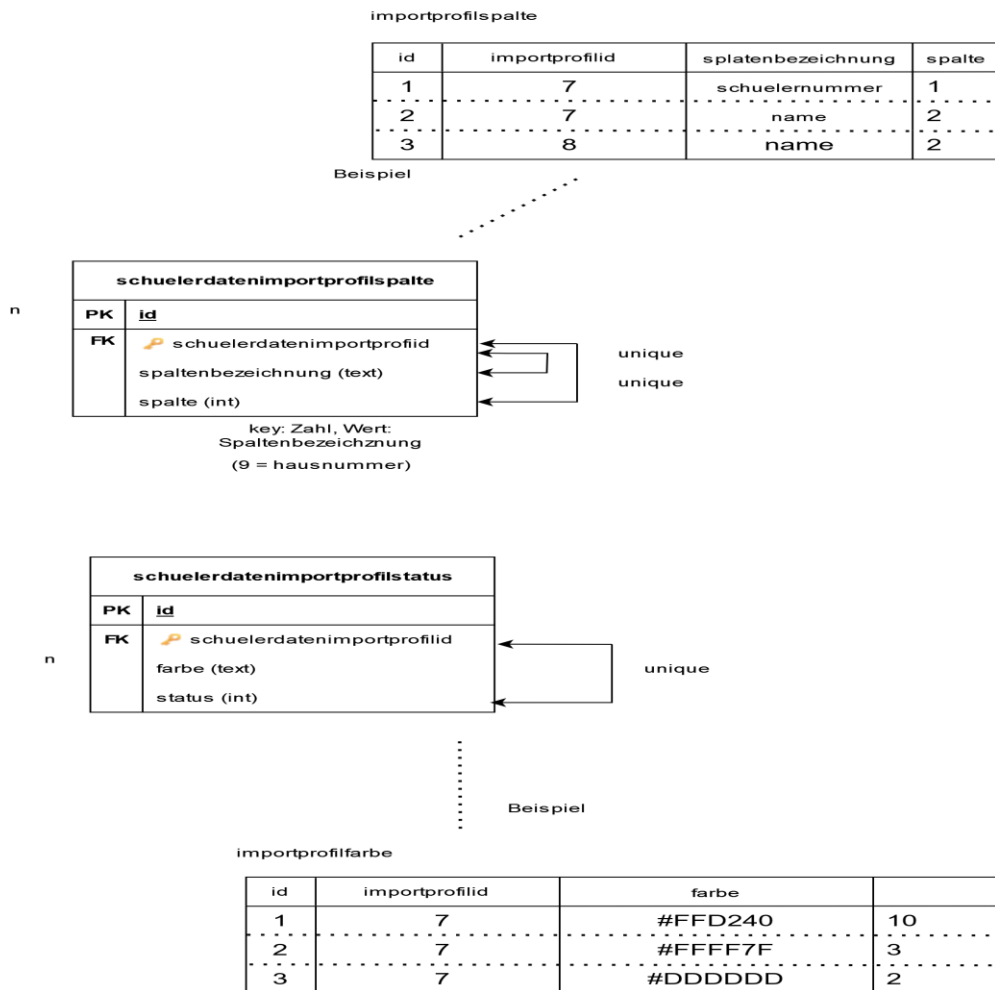 importprofilspalte
id importprofilid splatenbezeichnung spalte
1 7 schuelernummer 1
2 7 name 2
3 8 name 2
Beispiel
schuelerdatenimportprofilspalte
n
PK id
FK schuelerdatenimportprofiid
spaltenbezeichnung (text)
spalte (int)
unique
unique
key: Zahl, Wert:
Spaltenbezeichznung
(9 = hausnummer)
schuelerdatenimportprofilstatus
PK id
FK schuelerdatenimportprofilid
n
farbe (text)
status (int)
unique
Beispiel
importprofilfarbe
id importprofilid farbe
1 7 #FFD240 10
2 7 #FFFF7F 3
3 7 #DDDDDD 2